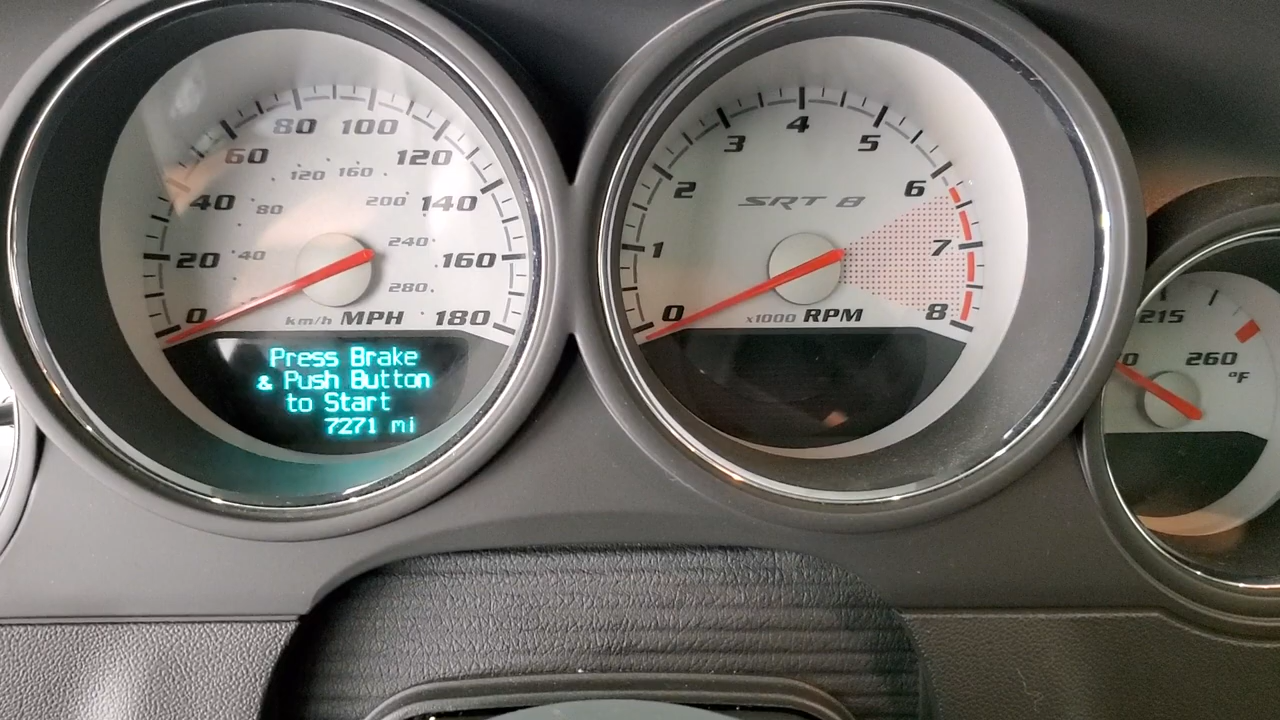 80 100
60 120
120 160
40 80 200 140
20 40 240 160
280
0 km/h MPH 180
Press Brake
& Push Button
to Start
7271 mi
4
3 5
2 6
SRT 8
1 7
0 x1000 RPM 8
215
260
°F